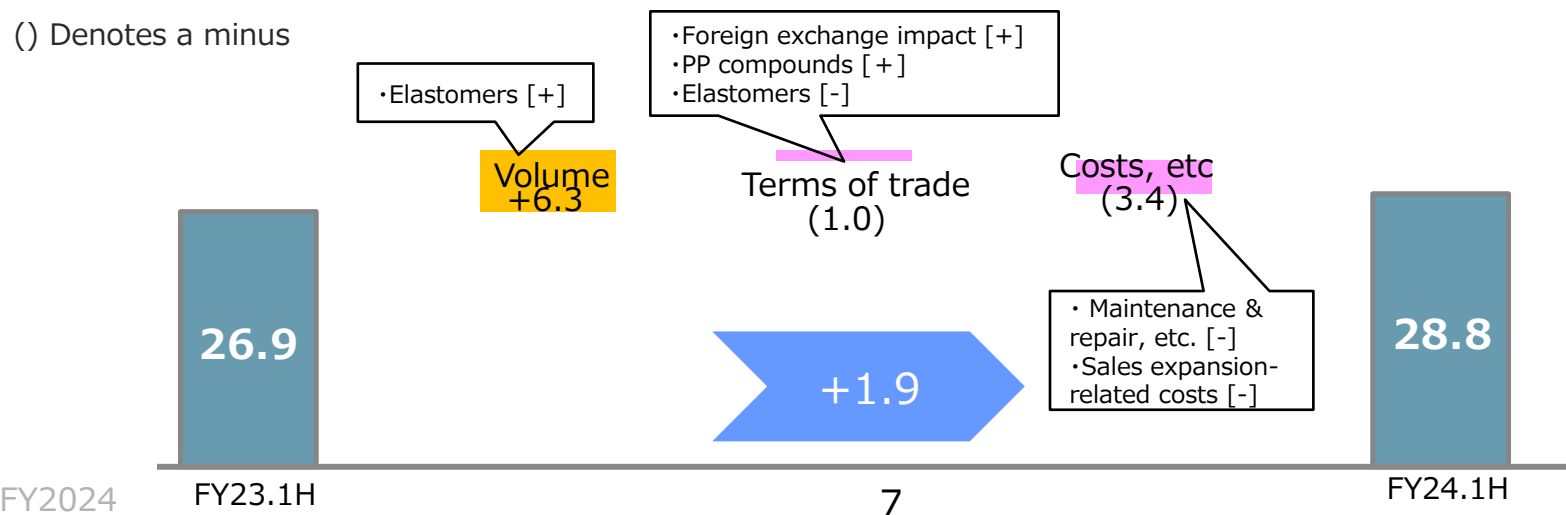 () Denotes a minus
・Elastomers [+]
・Foreign exchange impact [+]
・PP compounds [+]
・Elastomers [-]
Volume
+6.3
Terms of trade
(1.0)
Costs, etc
(3.4)
・ Maintenance &
repair, etc. [-]
・Sales expansion-
related costs [-]
26.9
+1.9
28.8
FY23.1H
FY24.1H
FY2024
7